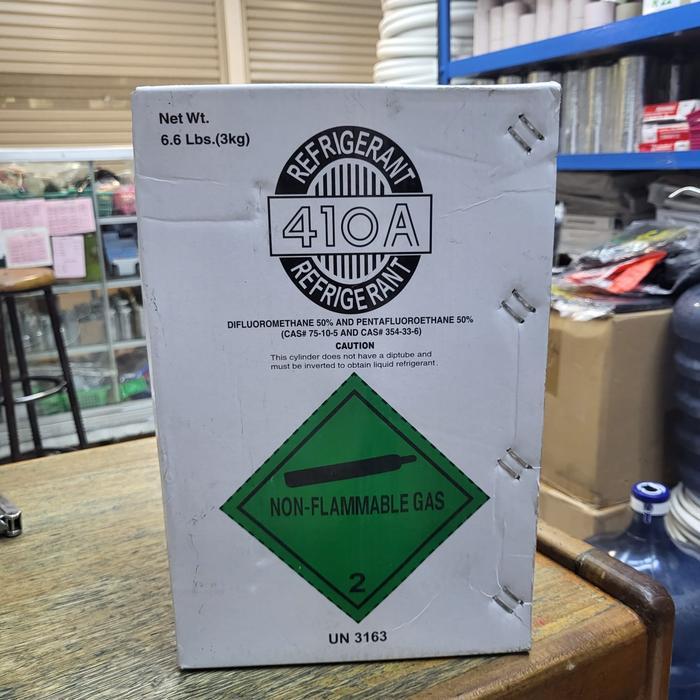 Net Wt.
6.6 Lbs.(3kg)
REFRIGERANT
410A
REFRIGERANT
DIFLUOROMETHANE 50% AND PENTAFLUOROETHANE 50%
(CAS# 75-10-5 AND CAS# 354-33-6)
CAUTION
This cylinder does not have a diptube and
must be inverted to obtain liquid refrigerant.
NON-FLAMMABLE GAS
2
UN 3163